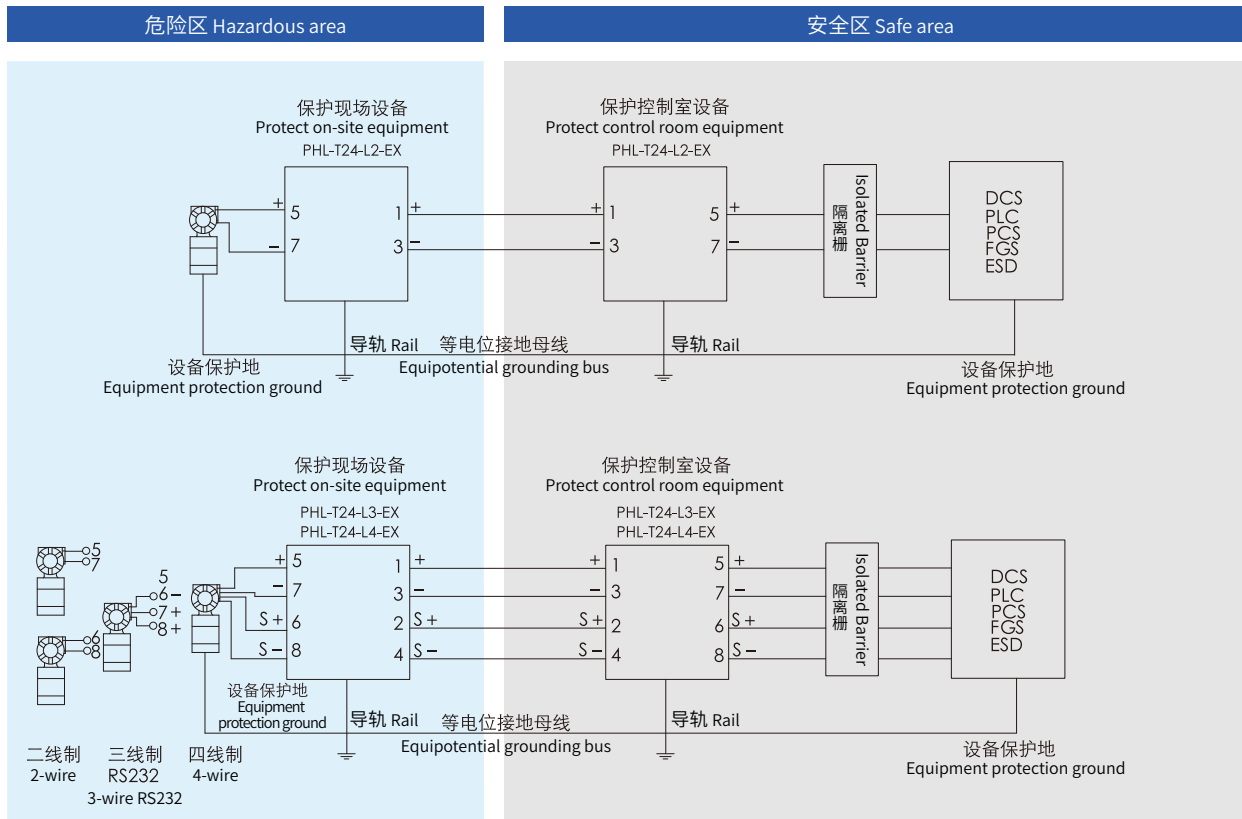 危险区 Hazardous area
安全区 Safe area
保护现场设备
Protect on-site equipment
PHL-T24-L2-EX
保护控制室设备
Protect control room equipment
PHL-T24-L2-EX
+ 5
1 +
+ 1
5 +
- 7
3 -
- 3
7 -
隔离栅
Isolated Barrier
DCS
PLC
PCS
FGS
ESD
导轨 Rail
等电位接地母线
导轨 Rail
Equipotential grounding bus
设备保护地
Equipment protection ground
设备保护地
Equipment protection ground
保护现场设备
Protect on-site equipment
PHL-T24-L3-EX
PHL-T24-L4-EX
保护控制室设备
Protect control room equipment
PHL-T24-L3-EX
PHL-T24-L4-EX
5
7
6
8
5
6 -
7 +
8 +
+ 5
- 7
S + 6
S - 8
1 +
3 -
2 S +
4 S -
+ 1
- 3
S + 2
S - 4
5 +
7 -
6 S +
8 S -
隔离栅
Isolated Barrier
DCS
PLC
PCS
FGS
ESD
设备保护地
Equipment
protection ground
导轨 Rail
等电位接地母线
导轨 Rail
Equipotential grounding bus
设备保护地
Equipment protection ground
二线制
2-wire
三线制
RS232
3-wire RS232
四线制
4-wire